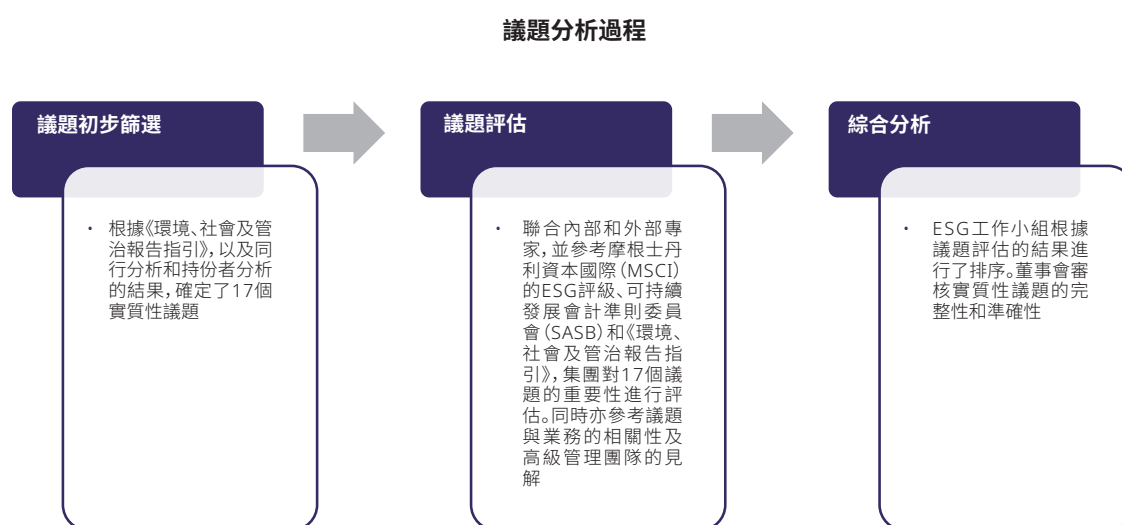 議題分析過程
議題初步篩選
• 根據《環境、社會及管
治報告指引》，以及同
行分析和持份者分析
的結果，確定了17個
實質性議題
議題評估
• 聯合內部和外部專
家，並參考摩根士丹
利資本國際（MSCI）
的ESG評級、可持續
發展會計準則委員
會（SASB）和《環境、
社會及管治報告指
引》，集團對17個議
題的重要性進行評
估。同時亦參考議題
與業務的相關性及
高級管理團隊的見
解
綜合分析
• ESG工作小組根據
議題評估的結果進
行了排序。董事會審
核實質性議題的完
整性和準確性